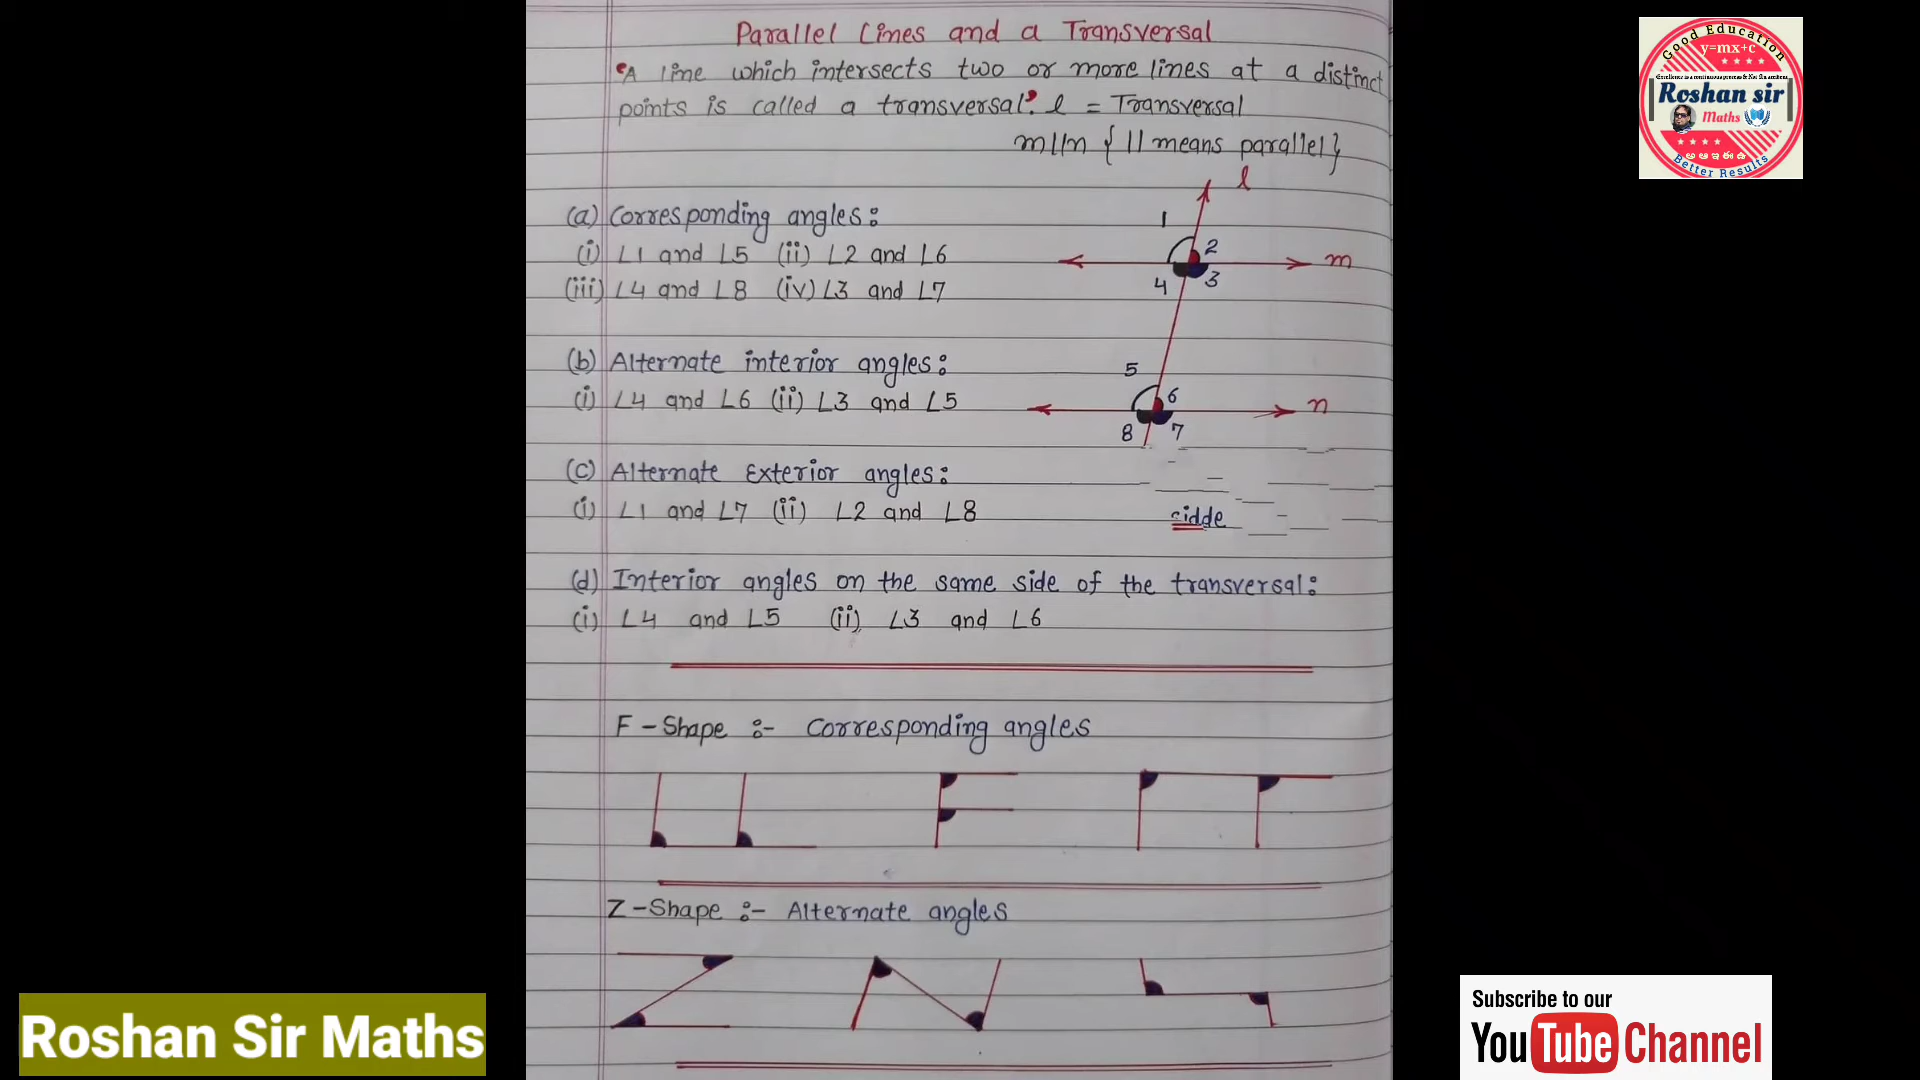 Parallel Lines and a Transversal
"A line which intersects two or more lines at a distinct
points is called a transversal". l = Transversal
m||n { || means parallel }
l
(a) Corresponding angles:
(i) ∠1 and ∠5 (ii) ∠2 and ∠6
(iii) ∠4 and ∠8 (iv) ∠3 and ∠7
1
2
m
4
3
(b) Alternate interior angles:
(i) ∠4 and ∠6 (ii) ∠3 and ∠5
5
6
n
8
7
(c) Alternate Exterior angles:
(i) ∠1 and ∠7 (ii) ∠2 and ∠8
(d) Interior angles on the same side of the transversal:
(i) ∠4 and ∠5 (ii) ∠3 and ∠6
F-Shape :- Corresponding angles
Z-Shape :- Alternate angles
Good Education
y=mx+c
Roshan sir
Maths
Better Results
Roshan Sir Maths
Subscribe to our
YouTube Channel